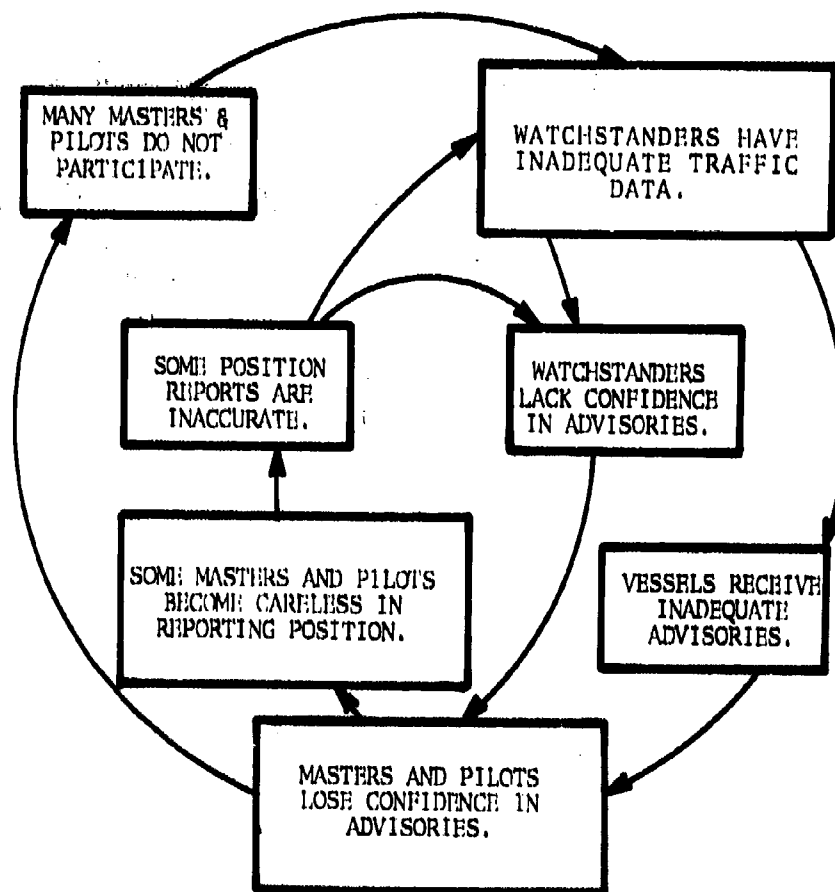 MANY MASTERS &
PILOTS DO NOT
PARTICIPATE.
WATCHSTANDERS HAVE
INADEQUATE TRAFFIC
DATA.
SOME POSITION
REPORTS ARE
INACCURATE.
WATCHSTANDERS
LACK CONFIDENCE
IN ADVISORIES.
SOME MASTERS AND PILOTS
BECOME CARELESS IN
REPORTING POSITION.
VESSELS RECEIVE
INADEQUATE
ADVISORIES.
MASTERS AND PILOTS
LOSE CONFIDENCE IN
ADVISORIES.